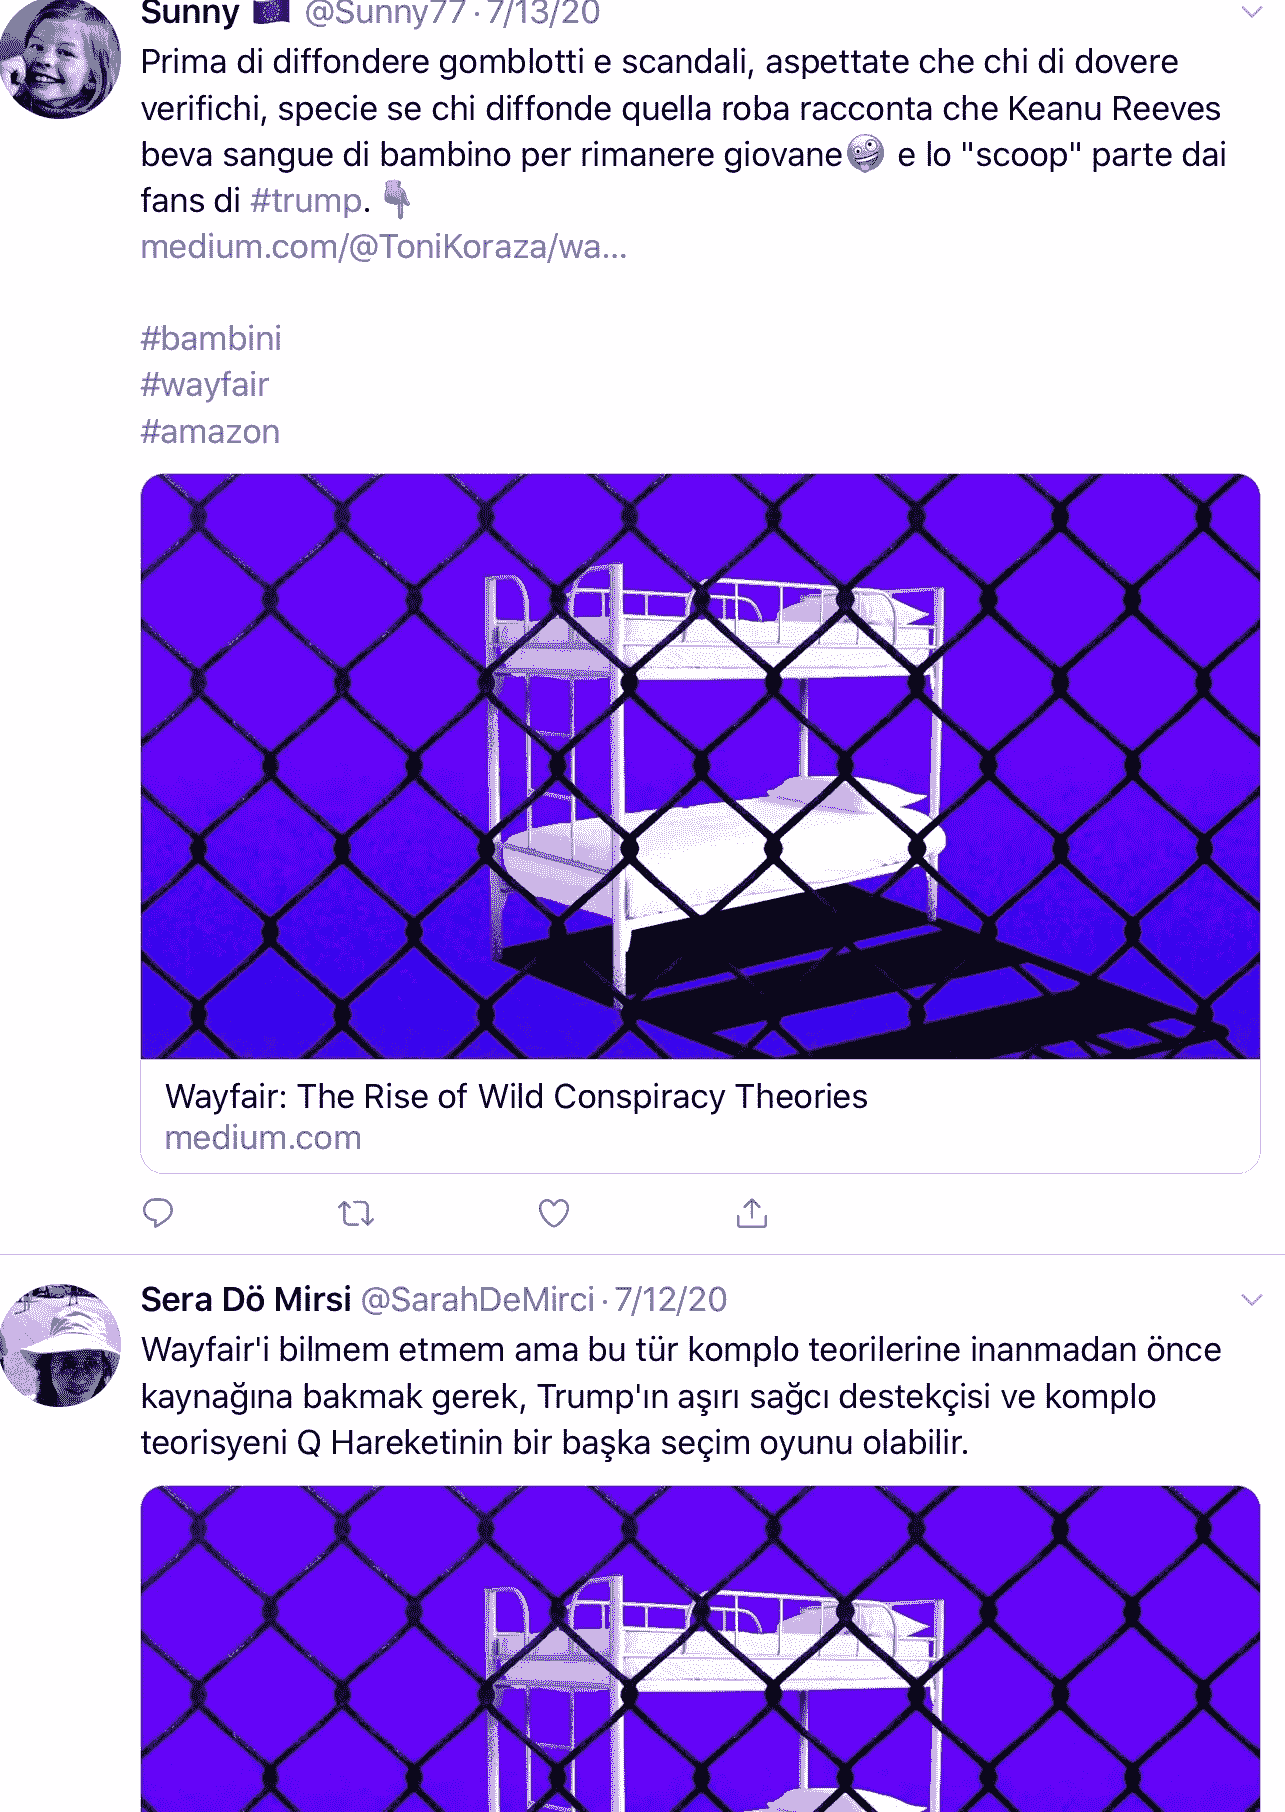 Sunny @Sunny77 · 7/13/20
Prima di diffondere gomblotti e scandali, aspettate che chi di dovere
verifichi, specie se chi diffonde quella roba racconta che Keanu Reeves
beva sangue di bambino per rimanere giovane🤪 e lo "scoop" parte dai
fans di #trump. 👇
medium.com/@ToniKoraza/wa...
#bambini
#wayfair
#amazon
Wayfair: The Rise of Wild Conspiracy Theories
medium.com
Sera Dö Mirsi @SarahDeMirci · 7/12/20
Wayfair'i bilmem etmem ama bu tür komplo teorilerine inanmadan önce
kaynağına bakmak gerek, Trump'ın aşırı sağcı destekçisi ve komplo
teorisyeni Q Hareketinin bir başka seçim oyunu olabilir.